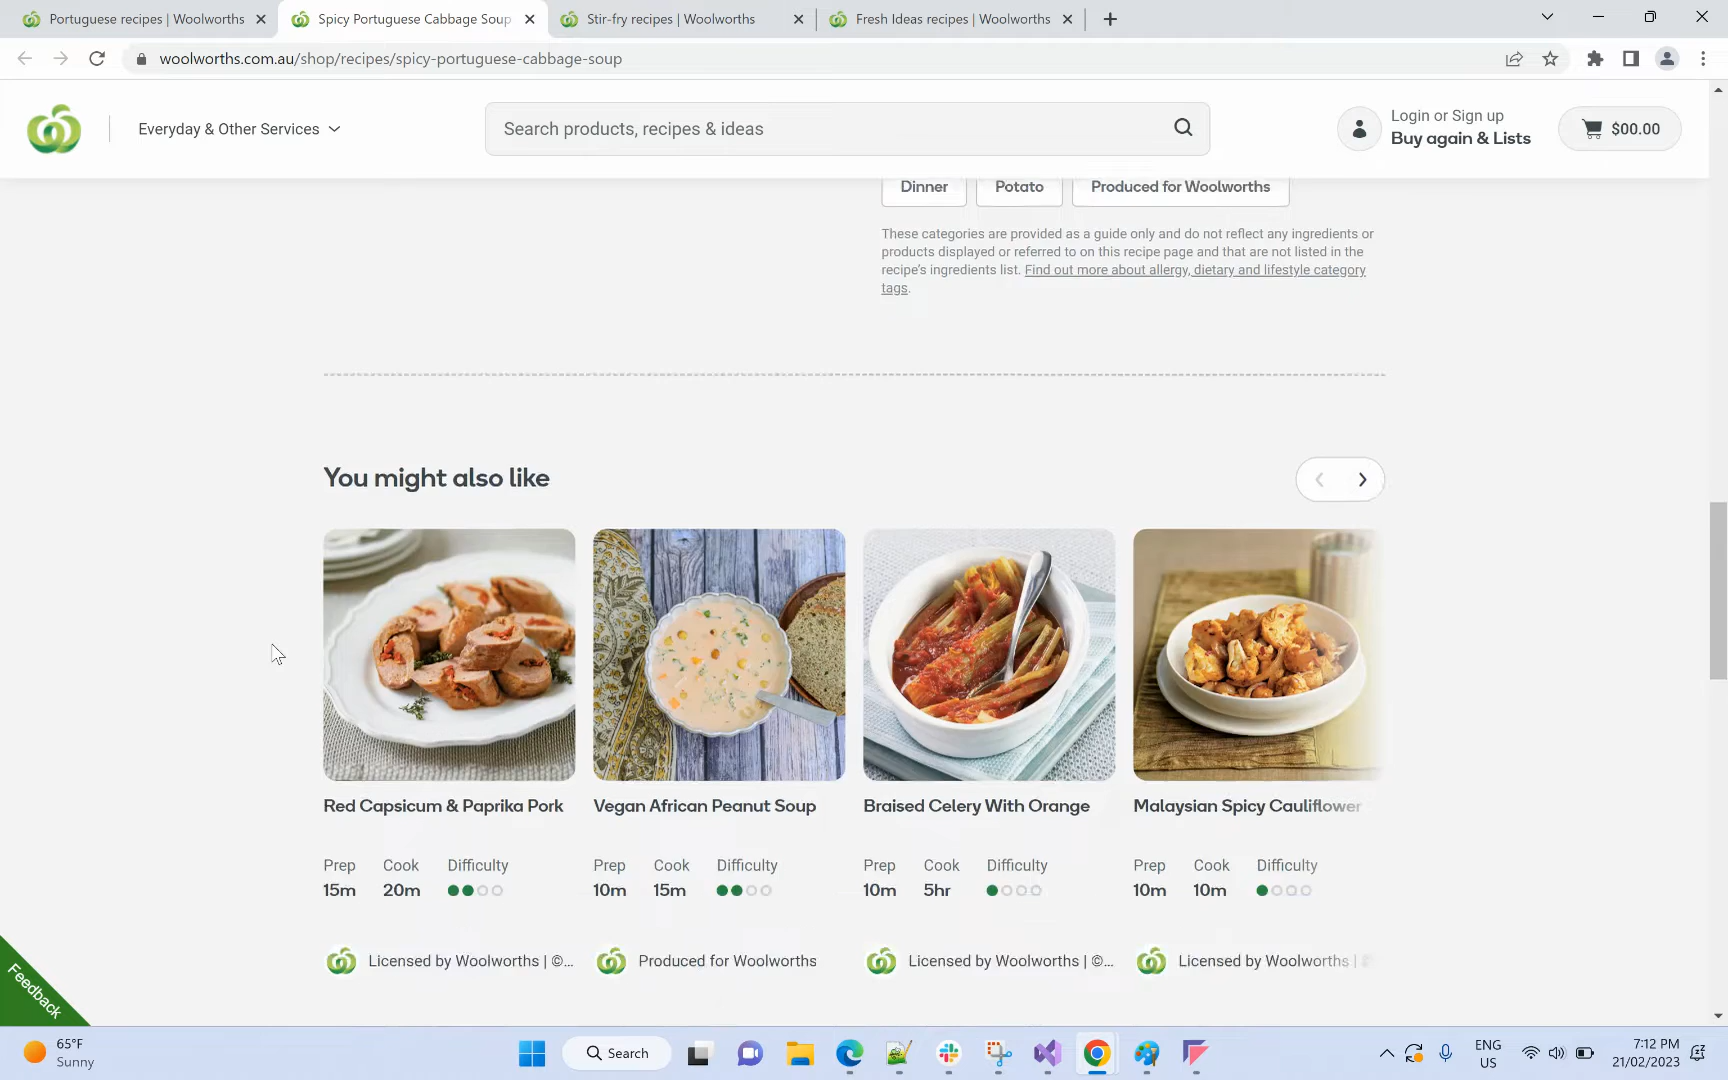 Portuguese recipes | Woolworths
Spicy Portuguese Cabbage Soup
Stir-fry recipes | Woolworths
Fresh Ideas recipes | Woolworths
woolworths.com.au/shop/recipes/spicy-portuguese-cabbage-soup
Everyday & Other Services
Search products, recipes & ideas
Login or Sign up
Buy again & Lists
$00.00
Dinner
Potato
Produced for Woolworths
These categories are provided as a guide only and do not reflect any ingredients or
products displayed or referred to on this recipe page and that are not listed in the
recipe's ingredients list. Find out more about allergy, dietary and lifestyle category
tags.
You might also like
Red Capsicum & Paprika Pork
Prep Cook Difficulty
15m 20m
Licensed by Woolworths | ©...
Vegan African Peanut Soup
Prep Cook Difficulty
10m 15m
Produced for Woolworths
Braised Celery With Orange
Prep Cook Difficulty
10m 5hr
Licensed by Woolworths | ©...
Malaysian Spicy Cauliflower
Prep Cook Difficulty
10m 10m
Licensed by Woolworths |
Feedback
65°F
Sunny
Search
ENG
US
7:12 PM
21/02/2023